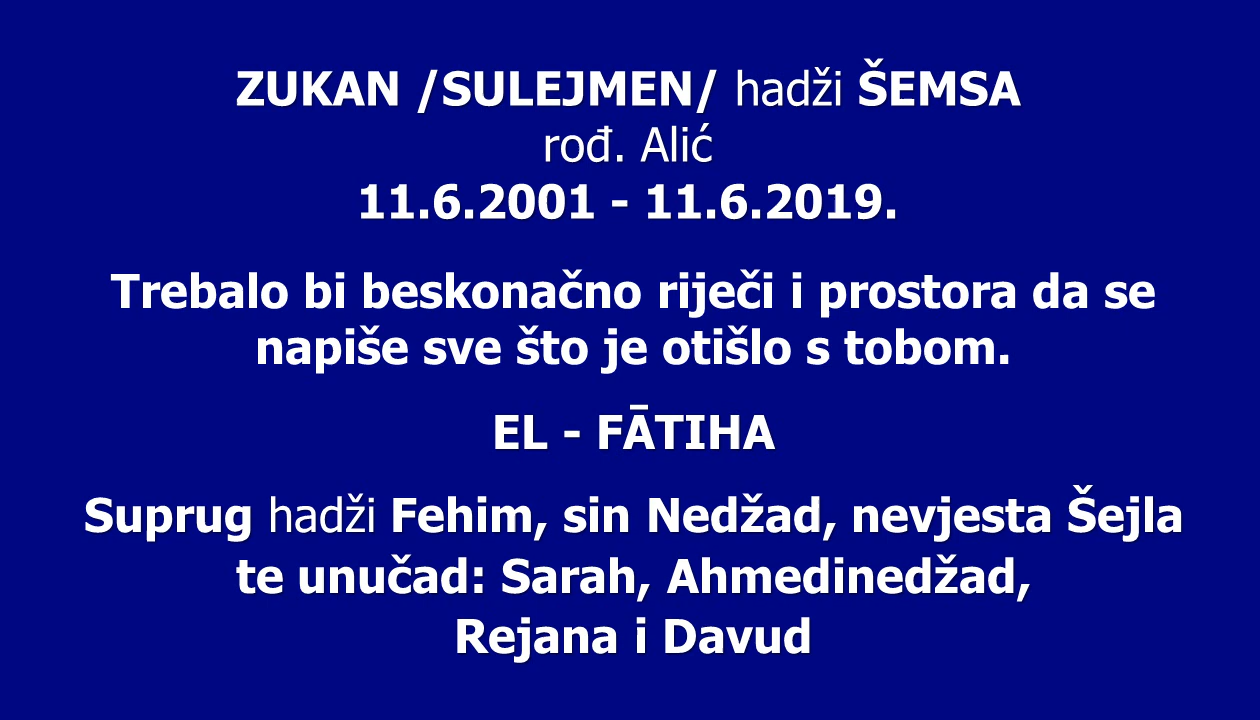 ZUKAN /SULEJMEN/ hadži ŠEMSA
rođ. Alić
11.6.2001 - 11.6.2019.
Trebalo bi beskonačno riječi i prostora da se
napiše sve što je otišlo s tobom.
EL - FĀTIHA
Suprug hadži Fehim, sin Nedžad, nevjesta Šejla
te unučad: Sarah, Ahmedinedžad,
Rejana i Davud